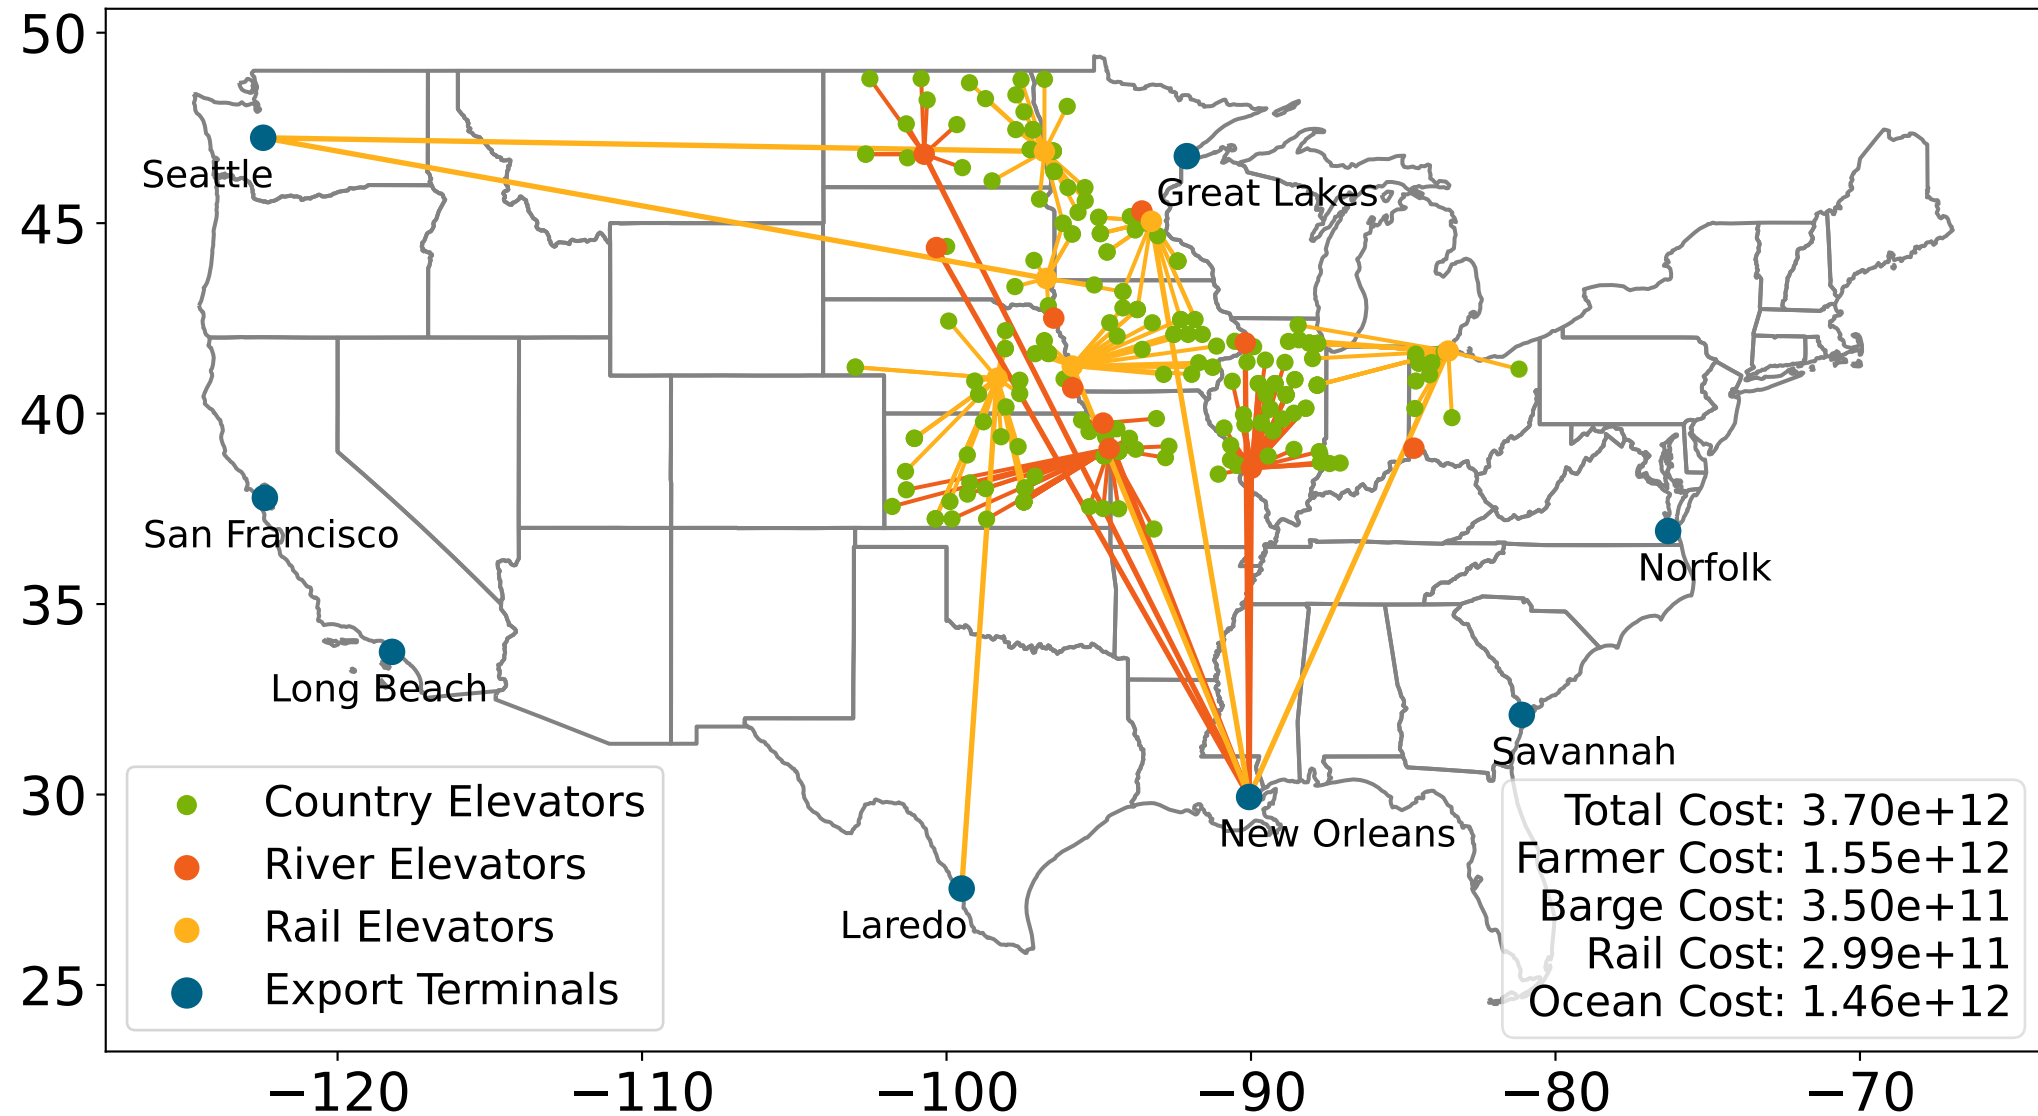 50
45
40
35
30
25
−120
−110
−100
−90
−80
−70
Seattle
Great Lakes
San Francisco
Norfolk
Long Beach
Savannah
New Orleans
Laredo
Country Elevators
River Elevators
Rail Elevators
Export Terminals
Total Cost: 3.70e+12
Farmer Cost: 1.55e+12
Barge Cost: 3.50e+11
Rail Cost: 2.99e+11
Ocean Cost: 1.46e+12